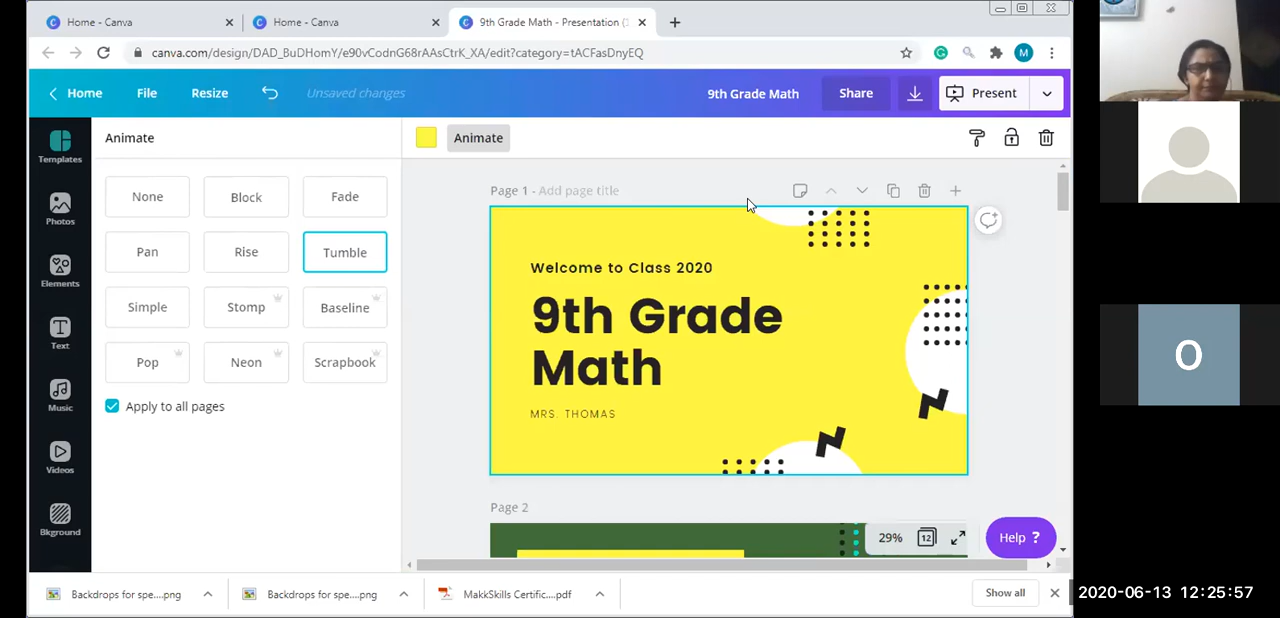 Home - Canva
Home - Canva
9th Grade Math - Presentation (1
canva.com/design/DAD_BuDHomY/e90vCodnG68rAAsCtrK_XA/edit?category=tACFasDnyEQ
M
Home
File
Resize
Unsaved changes
9th Grade Math
Share
Present
Templates
Photos
Elements
Text
Music
Videos
Bkground
Animate
None
Block
Fade
Pan
Rise
Tumble
Simple
Stomp
Baseline
Pop
Neon
Scrapbook
Apply to all pages
Animate
Page 1 - Add page title
Welcome to Class 2020
9th Grade
Math
MRS. THOMAS
Page 2
29%
12
Help ?
Backdrops for spe....png
Backdrops for spe....png
MakkSkills Certific....pdf
Show all
O
2020-06-13 12:25:57